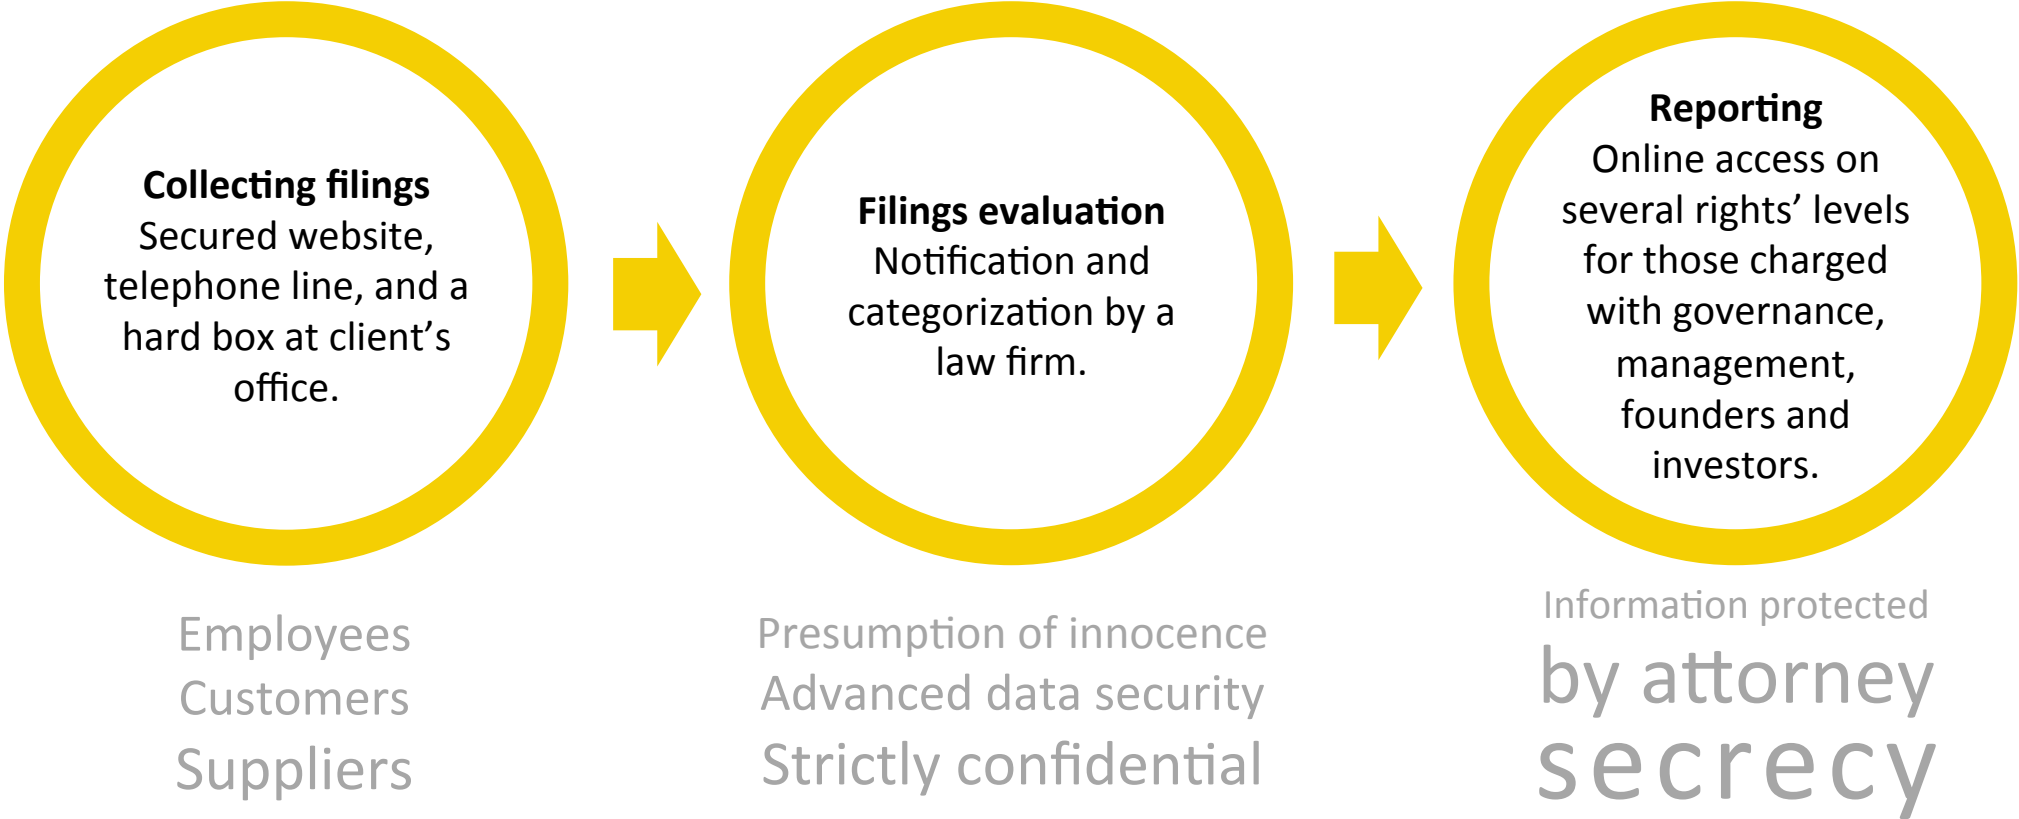 Collecting filings
Secured website,
telephone line, and a
hard box at client's
office.
Filings evaluation
Notification and
categorization by a
law firm.
Reporting
Online access on
several rights' levels
for those charged
with governance,
management,
founders and
investors.
Employees
Customers
Suppliers
Presumption of innocence
Advanced data security
Strictly confidential
Information protected
by attorney
secrecy